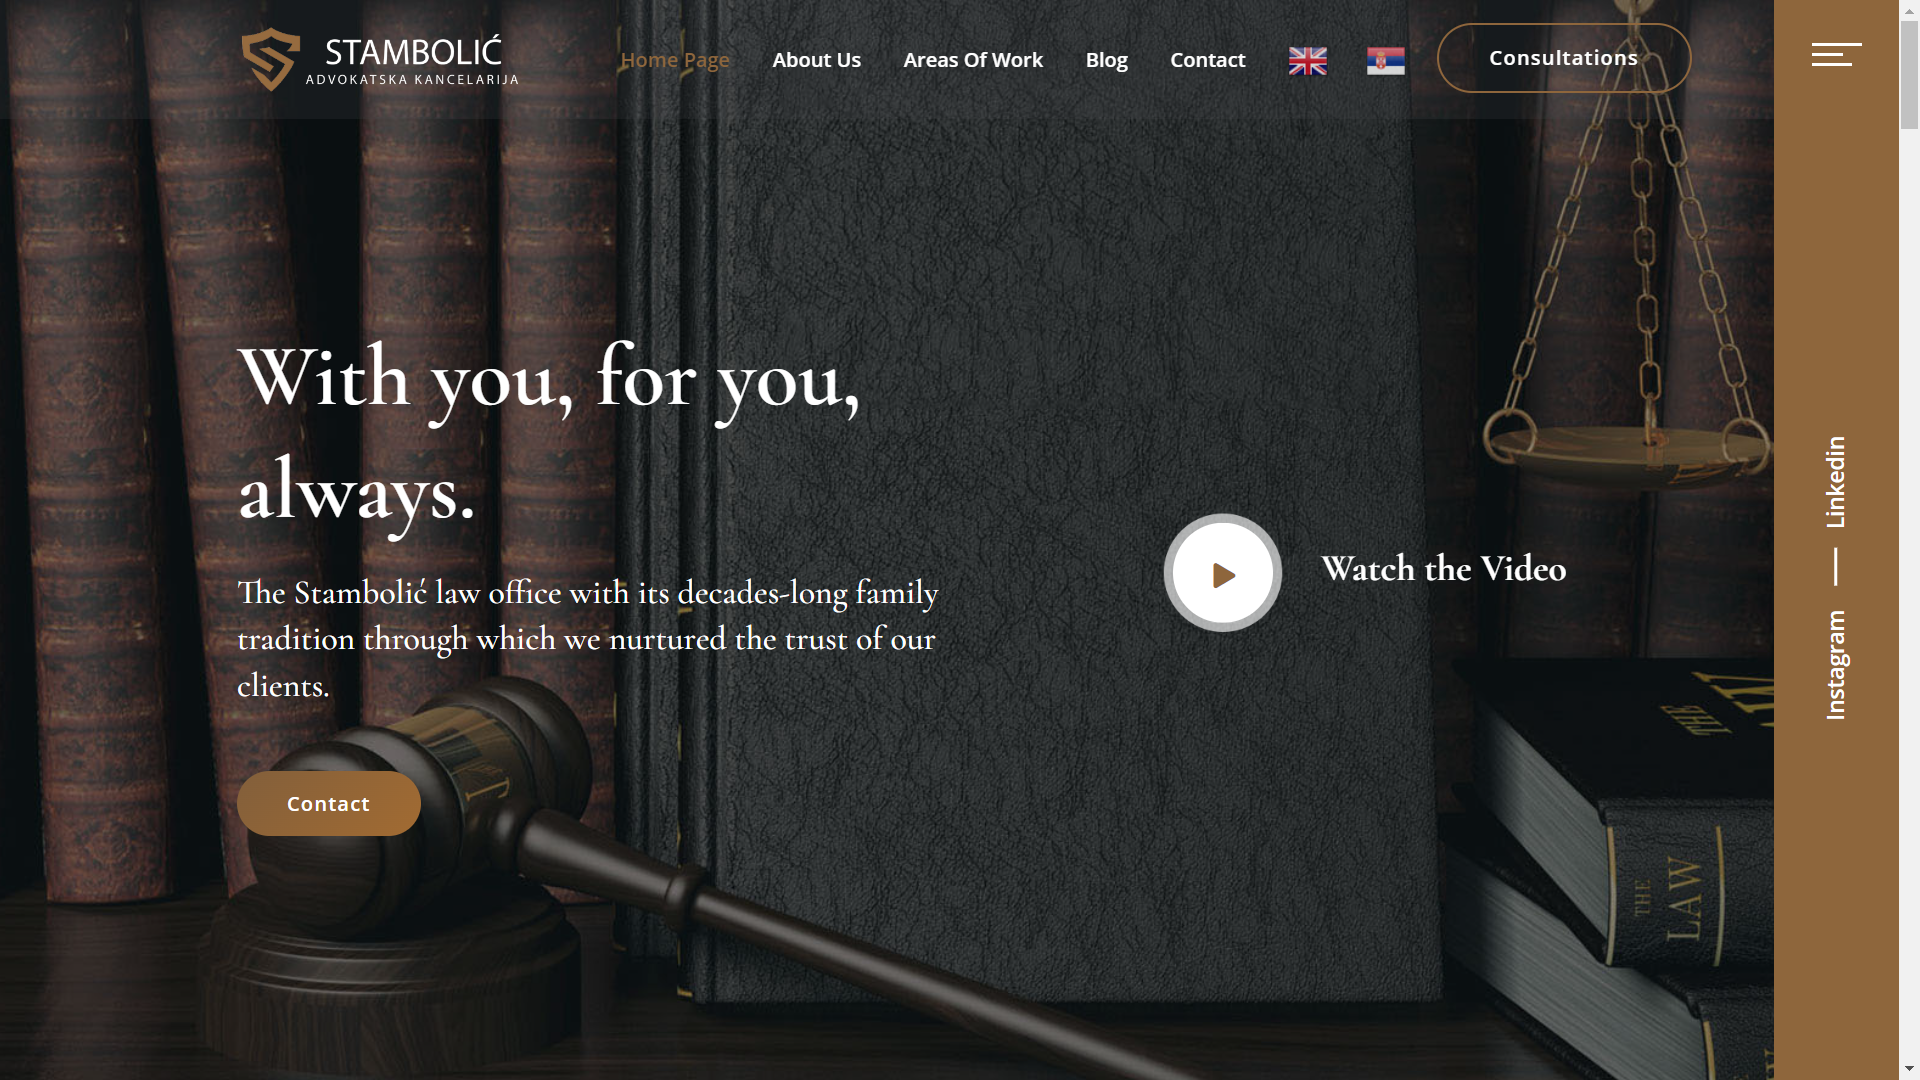 STAMBOLIĆ
ADVOKATSKA KANCELARIJA
Home Page
About Us
Areas Of Work
Blog
Contact
Consultations
With you, for you,
always.
The Stambolić law office with its decades-long family
tradition through which we nurtured the trust of our
clients.
Contact
Watch the Video
Linkedin
Instagram
THE
THE
LAW